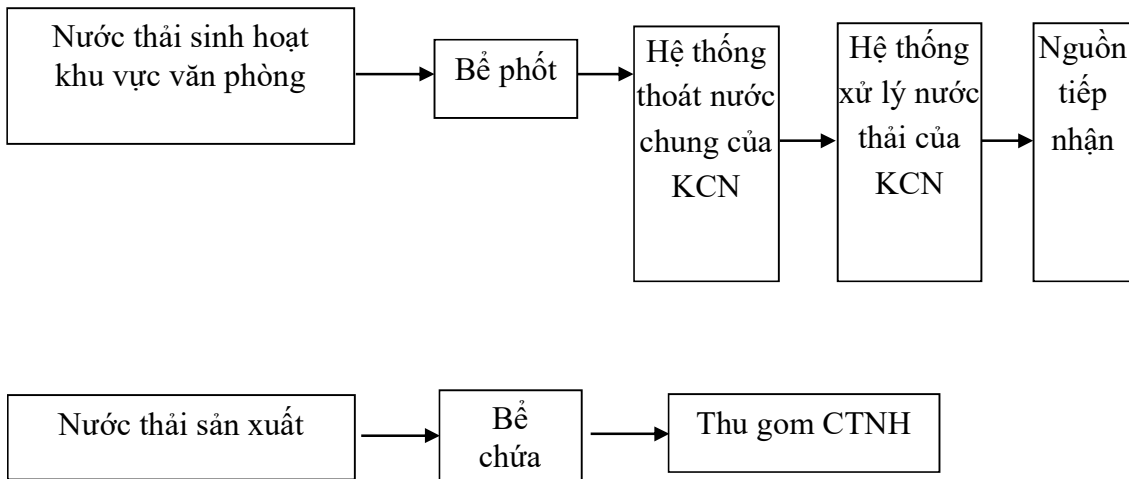 Nước thải sinh hoạt
khu vực văn phòng
Bể phốt
Hệ thống
thoát nước
chung của
KCN
Hệ thống
xử lý nước
thải của
KCN
Nguồn
tiếp
nhận
Nước thải sản xuất
Bể
chứa
Thu gom CTNH